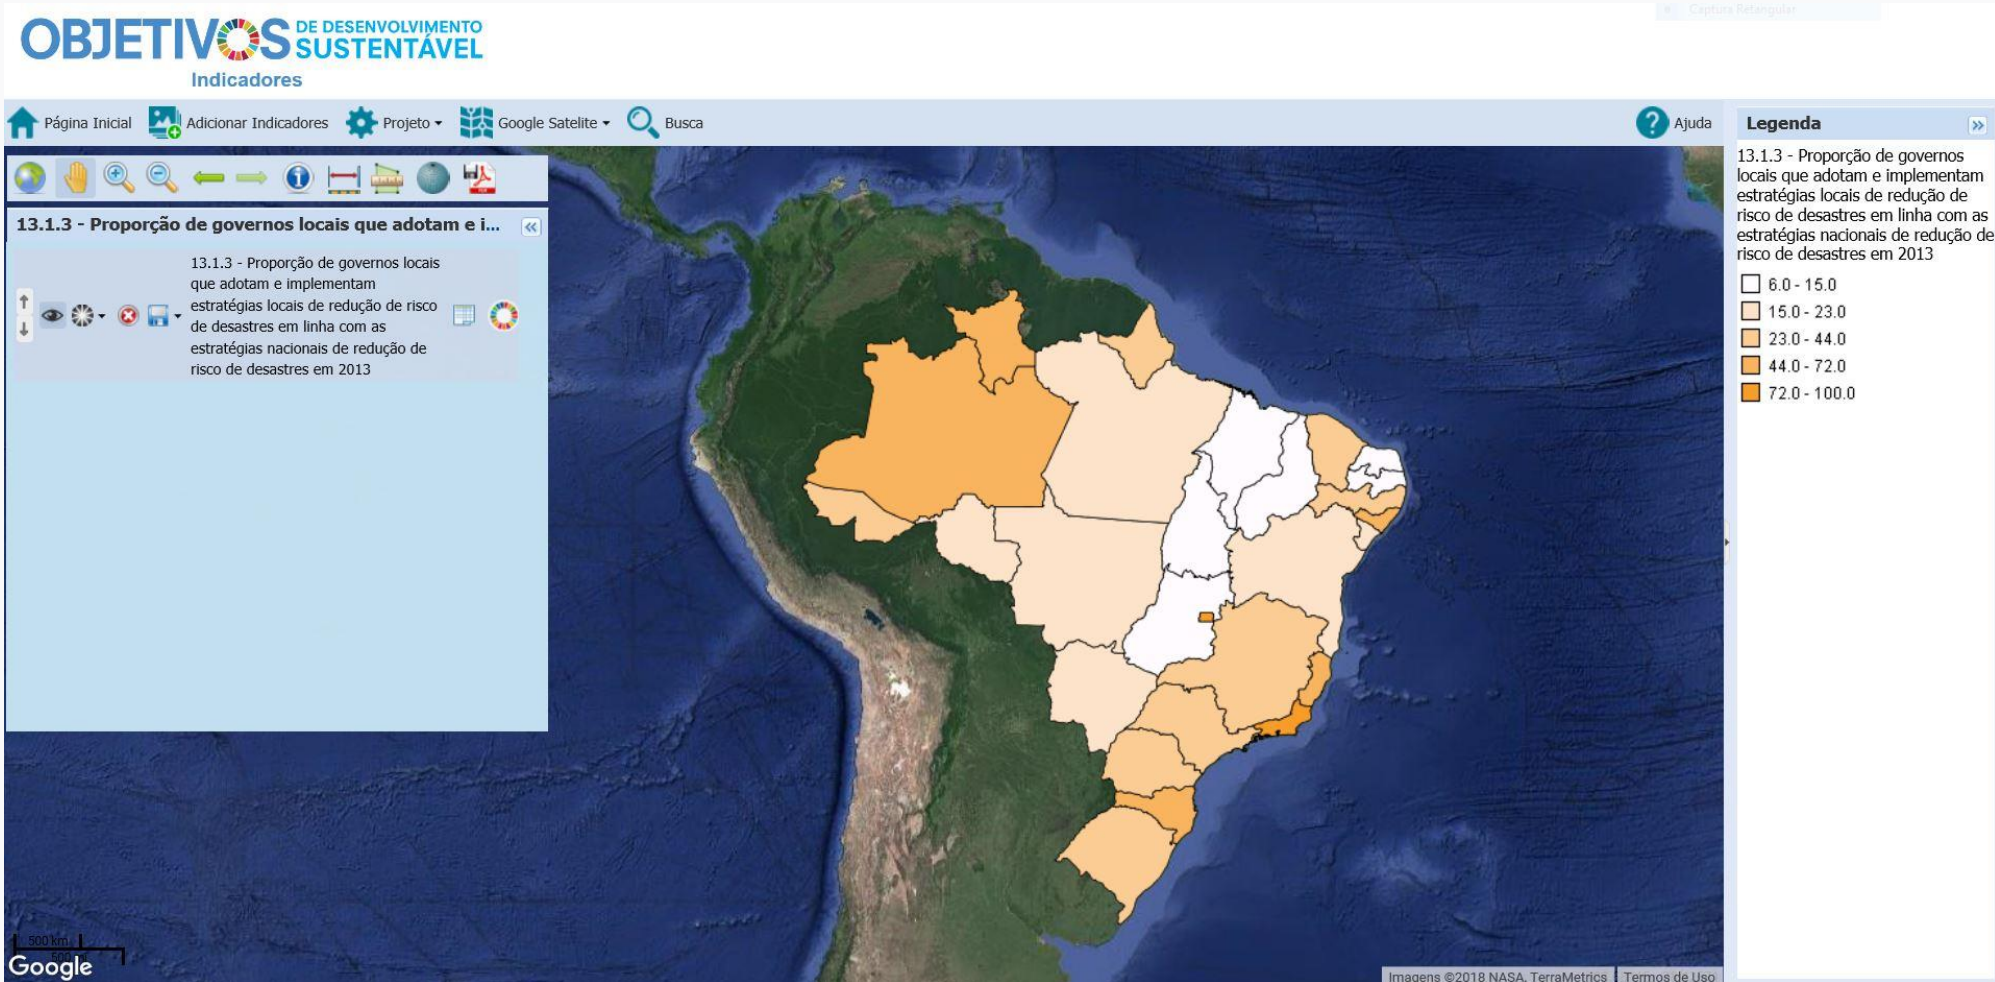 Captura Retangular
OBJETIVOS DE DESENVOLVIMENTO
SUSTENTÁVEL
Indicadores
Página Inicial Adicionar Indicadores Projeto Google Satelite Busca Ajuda
13.1.3 - Proporção de governos locais que adotam e i...
13.1.3 - Proporção de governos locais
que adotam e implementam
estratégias locais de redução de risco
de desastres em linha com as
estratégias nacionais de redução de
risco de desastres em 2013
Legenda
13.1.3 - Proporção de governos
locais que adotam e implementam
estratégias locais de redução de
risco de desastres em linha com as
estratégias nacionais de redução de
risco de desastres em 2013
6.0 - 15.0
15.0 - 23.0
23.0 - 44.0
44.0 - 72.0
72.0 - 100.0
500 km
Google
Imagens ©2018 NASA, TerraMetrics Termos de Uso